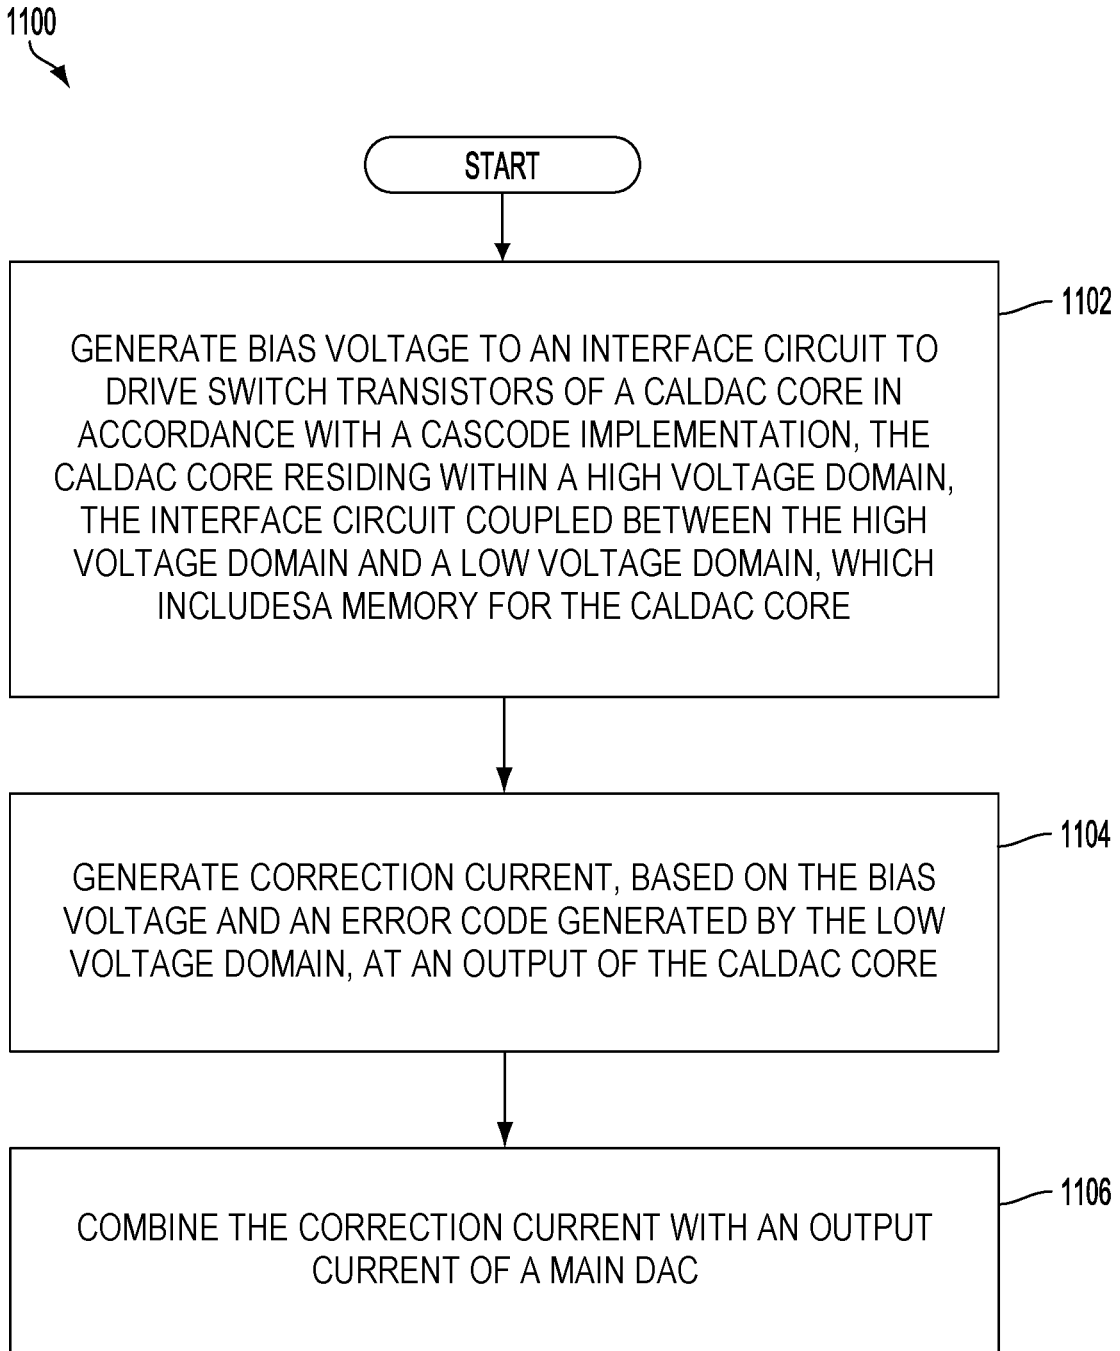 1100
START
1102
GENERATE BIAS VOLTAGE TO AN INTERFACE CIRCUIT TO
DRIVE SWITCH TRANSISTORS OF A CALDAC CORE IN
ACCORDANCE WITH A CASCODE IMPLEMENTATION, THE
CALDAC CORE RESIDING WITHIN A HIGH VOLTAGE DOMAIN,
THE INTERFACE CIRCUIT COUPLED BETWEEN THE HIGH
VOLTAGE DOMAIN AND A LOW VOLTAGE DOMAIN, WHICH
INCLUDESA MEMORY FOR THE CALDAC CORE
1104
GENERATE CORRECTION CURRENT, BASED ON THE BIAS
VOLTAGE AND AN ERROR CODE GENERATED BY THE LOW
VOLTAGE DOMAIN, AT AN OUTPUT OF THE CALDAC CORE
1106
COMBINE THE CORRECTION CURRENT WITH AN OUTPUT
CURRENT OF A MAIN DAC